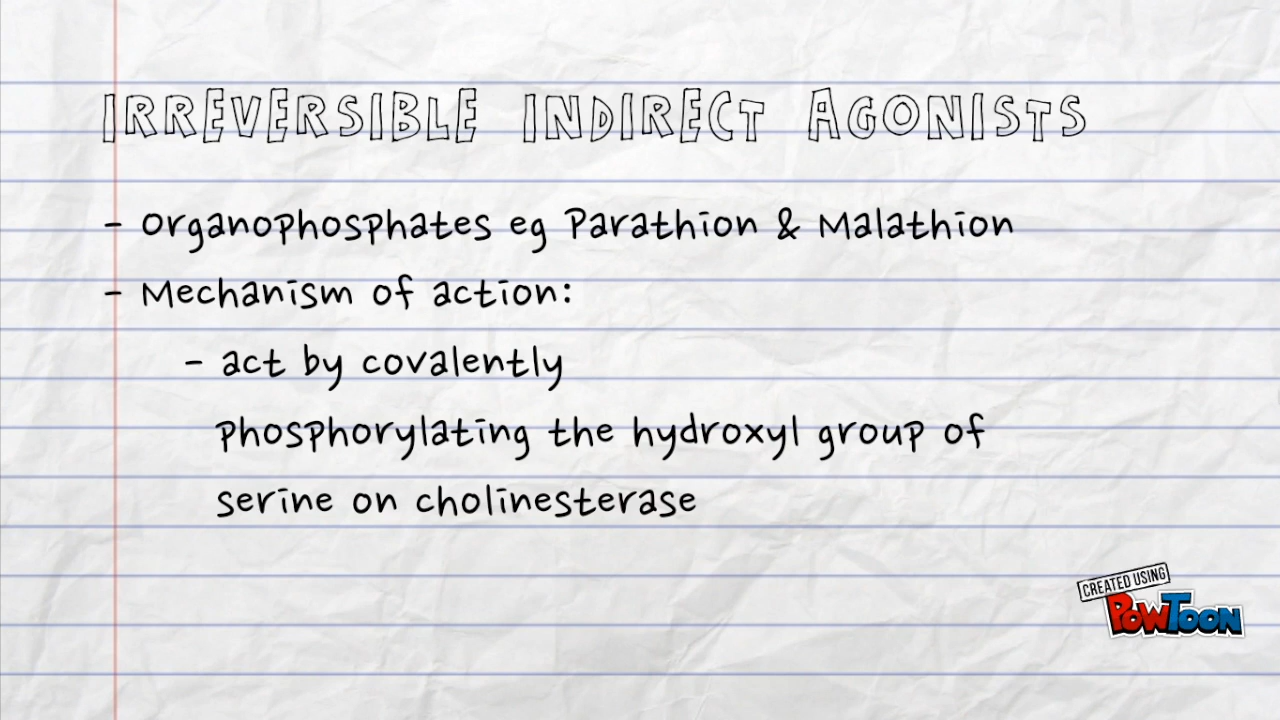 IRREVERSIBLE INDIRECT AGONISTS
- Organophosphates eg Parathion & Malathion
- Mechanism of action:
- act by covalently
phosphorylating the hydroxyl group of
serine on cholinesterase
CREATED USING
POWTOON